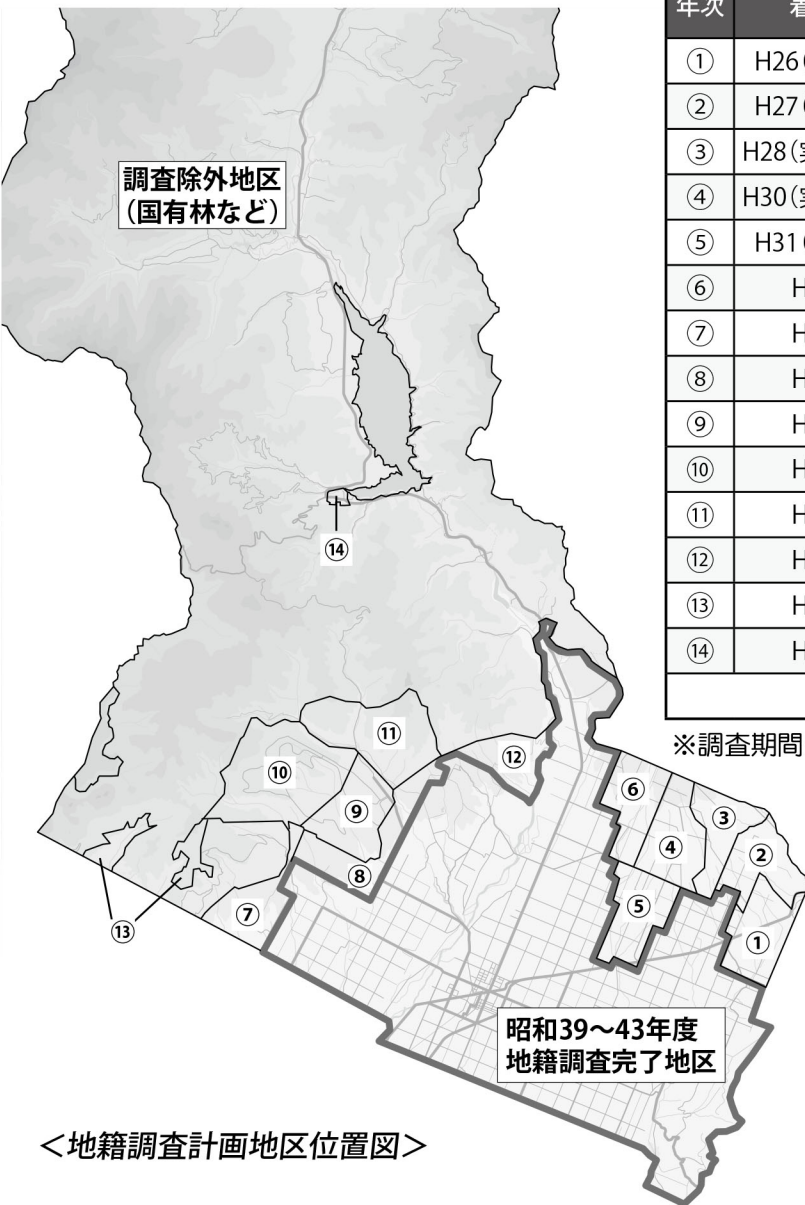 調査除外地区
(国有林など)
⑭
⑪
⑫
⑩
⑨
⑧
⑦
⑬
⑥
③
④
②
⑤
①
昭和39〜43年度
地籍調査完了地区
<地籍調査計画地区位置図>
年次
① H26(
② H27(
③ H28(
④ H30(
⑤ H31(
⑥ H
⑦ H
⑧ H
⑨ H
⑩ H
⑪ H
⑫ H
⑬ H
⑭ H
※調査期間